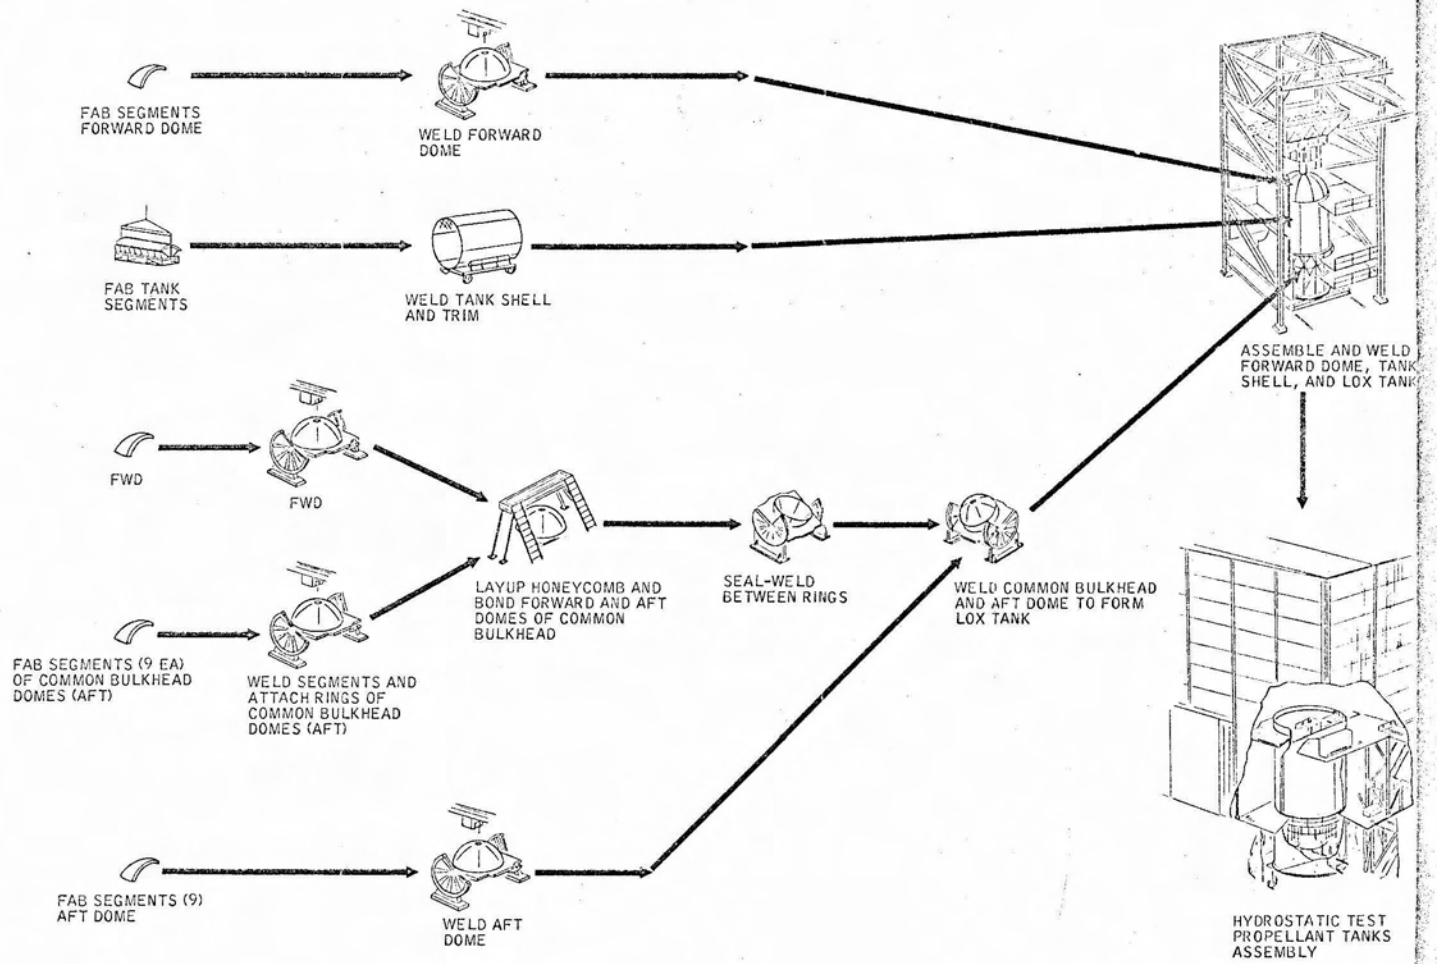 FAB SEGMENTS
FORWARD DOME
WELD FORWARD
DOME
FAB TANK
SEGMENTS
WELD TANK SHELL
AND TRIM
ASSEMBLE AND WELD
FORWARD DOME, TANK
SHELL, AND LOX TANK
FWD
FWD
LAYUP HONEYCOMB AND
BOND FORWARD AND AFT
DOMES OF COMMON
BULKHEAD
SEAL-WELD
BETWEEN RINGS
WELD COMMON BULKHEAD
AND AFT DOME TO FORM
LOX TANK
FAB SEGMENTS (9 EA)
OF COMMON BULKHEAD
DOMES (AFT)
WELD SEGMENTS AND
ATTACH RINGS OF
COMMON BULKHEAD
DOMES (AFT)
FAB SEGMENTS (9)
AFT DOME
WELD AFT
DOME
HYDROSTATIC TEST
PROPELLANT TANKS
ASSEMBLY